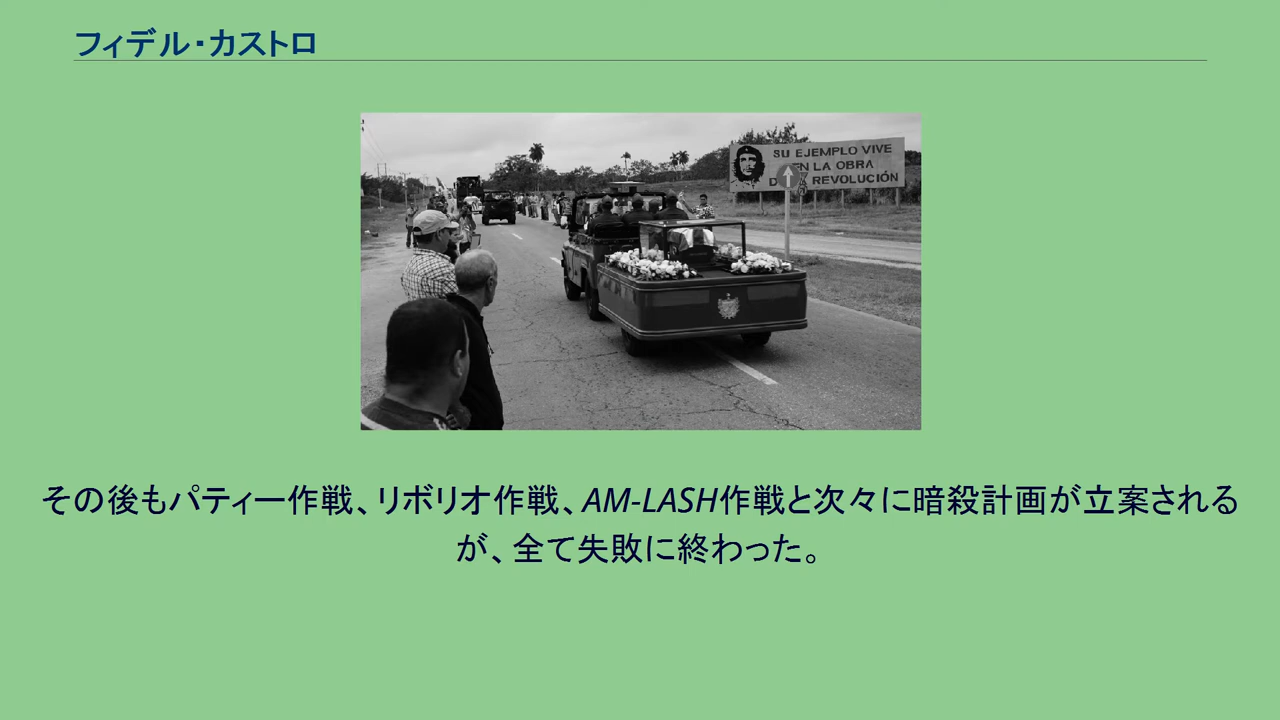 フィデル・カストロ
SU EJEMPLO VIVE
EN LA OBRA
REVOLUCIÓN
その後もパティー作戦、リボリオ作戦、AM-LASH作戦と次々に暗殺計画が立案される
が、全て失敗に終わった。